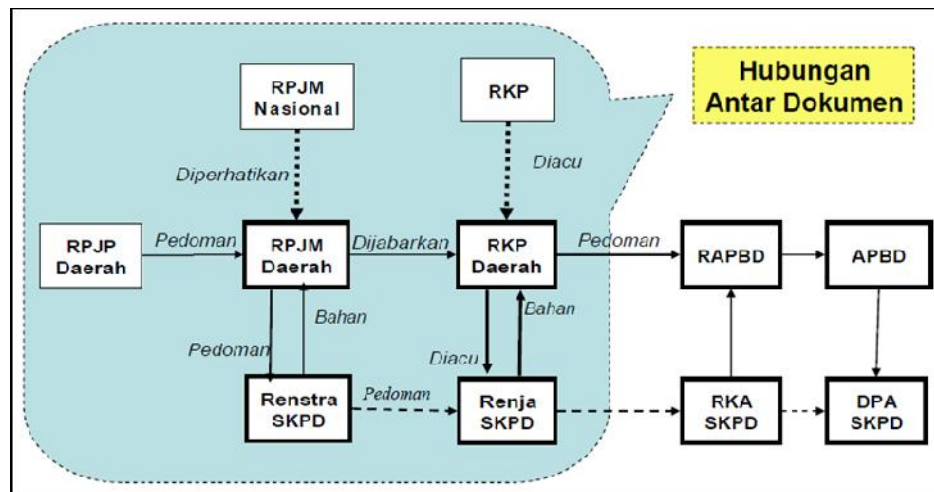 RPJM
Nasional
RKP
Hubungan
Antar Dokumen
Diperhatikan
Diacu
RPJP
Daerah
Pedoman
RPJM
Daerah
Dijabarkan
RKP
Daerah
Pedoman
RAPBD
APBD
Pedoman
Bahan
Diacu
Bahan
Renstra
SKPD
Pedoman
Renja
SKPD
RKA
SKPD
DPA
SKPD